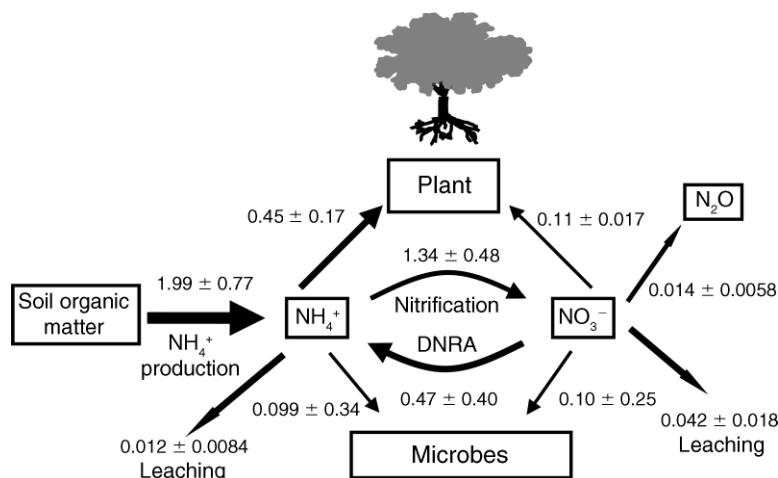 Plant
N₂O
0.45 ± 0.17
0.11 ± 0.017
1.34 ± 0.48
1.99 ± 0.77
0.014 ± 0.0058
Soil organic
matter
NH₄⁺
Nitrification
NO₃⁻
NH₄⁺
production
DNRA
0.099 ± 0.34
0.47 ± 0.40
0.10 ± 0.25
0.042 ± 0.018
Leaching
0.012 ± 0.0084
Leaching
Microbes